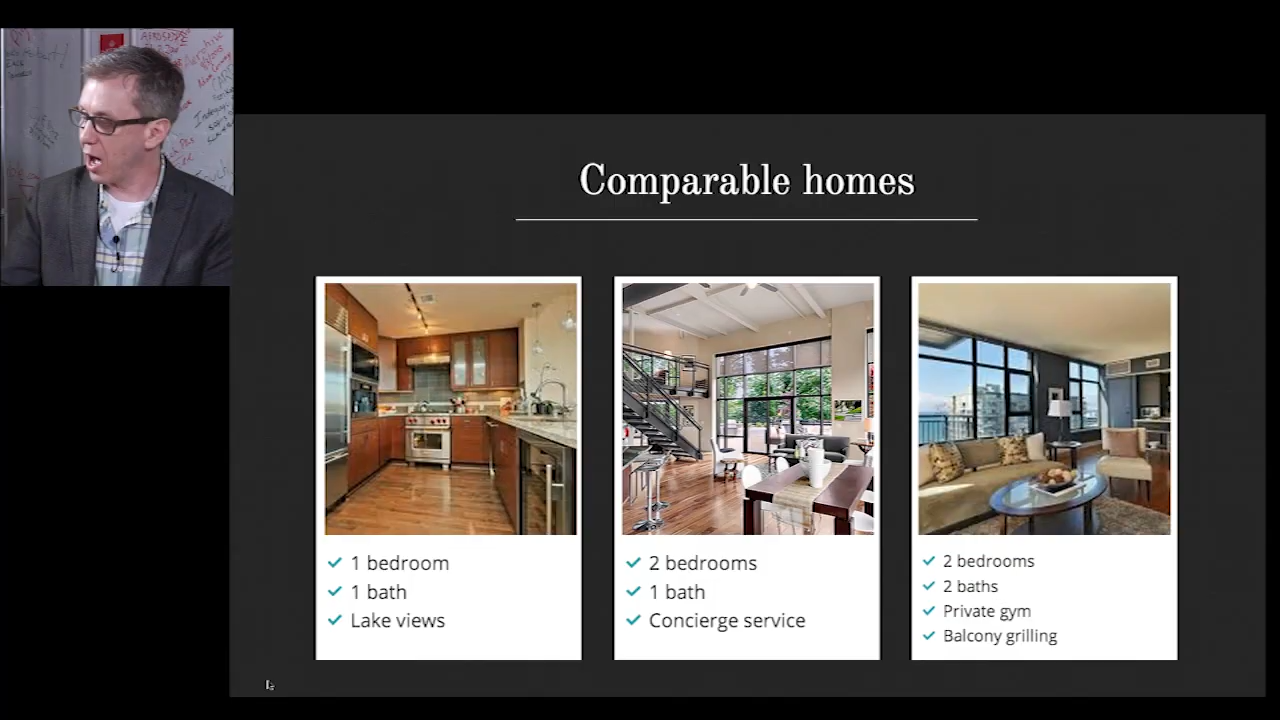 Comparable homes
1 bedroom
1 bath
Lake views
2 bedrooms
1 bath
Concierge service
2 bedrooms
2 baths
Private gym
Balcony grilling